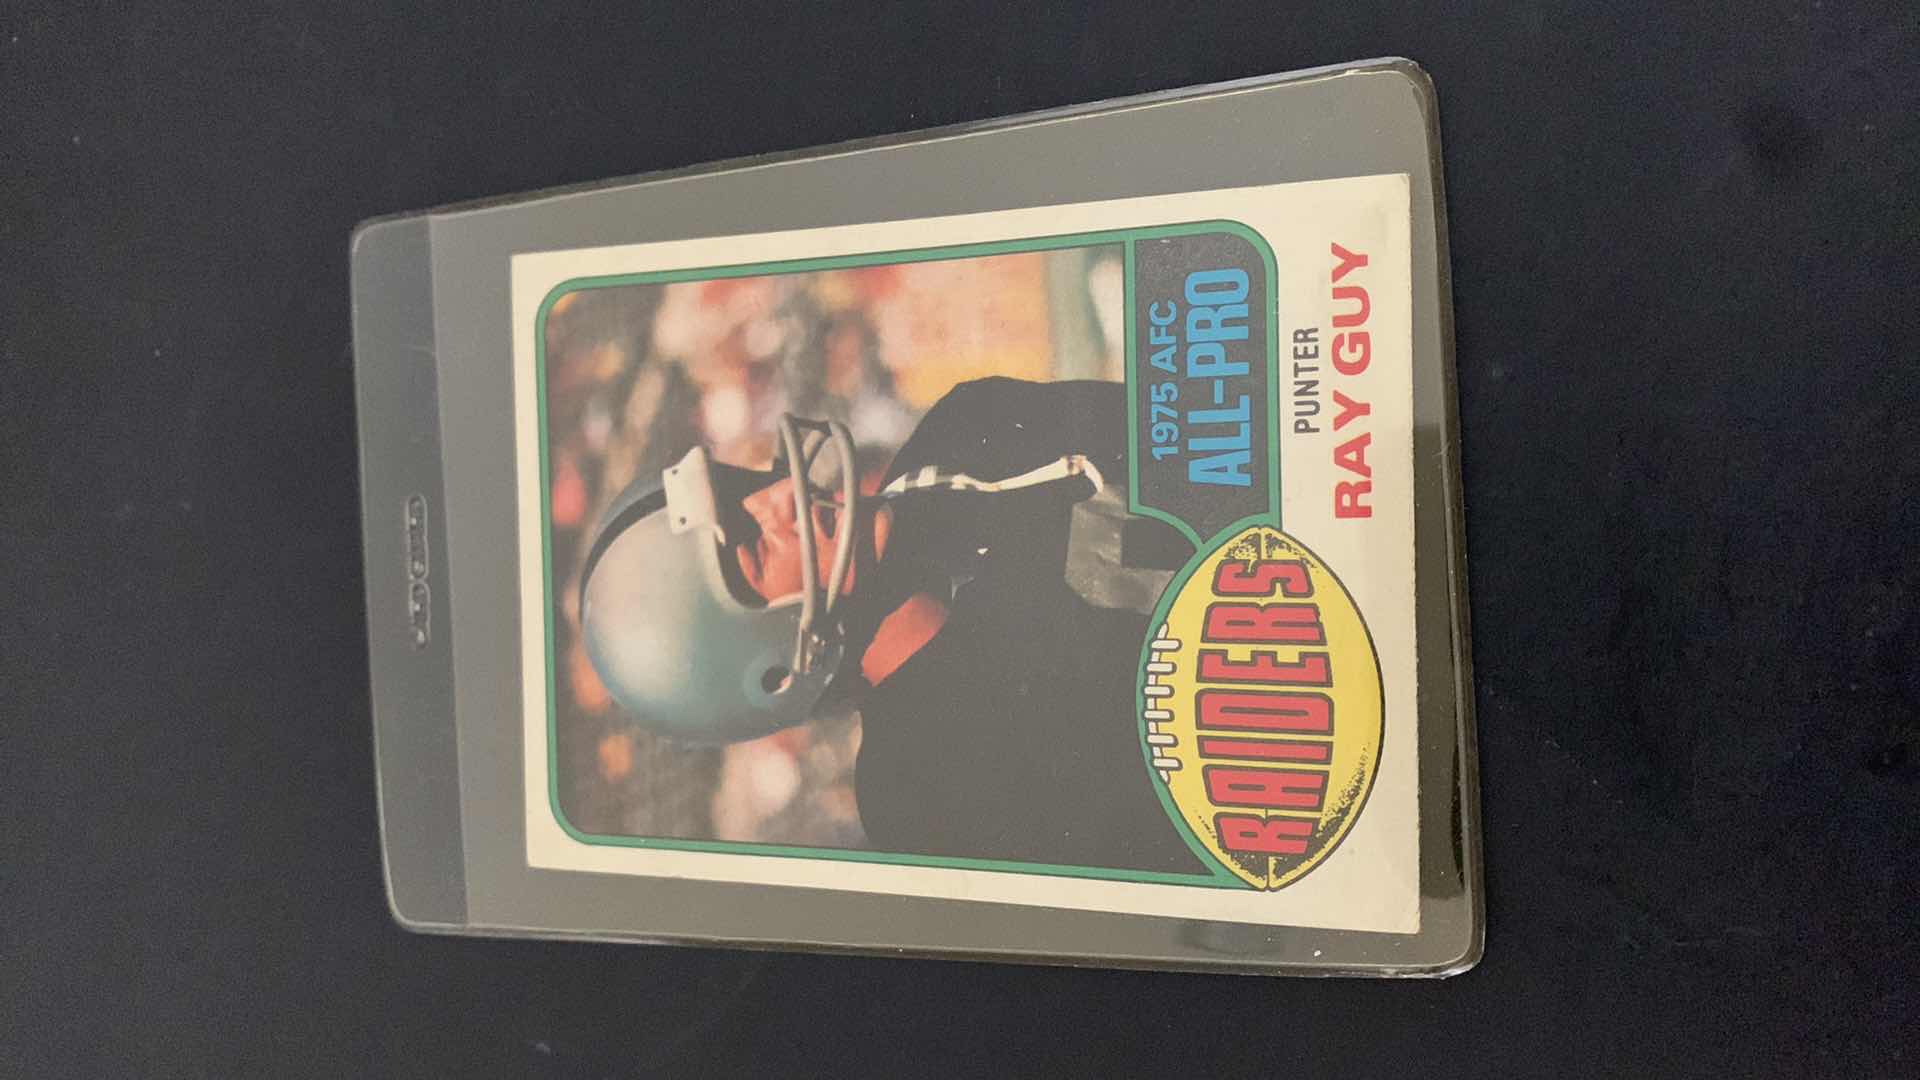 1975 AFC
ALL-PRO
RAIDERS
PUNTER
RAY GUY